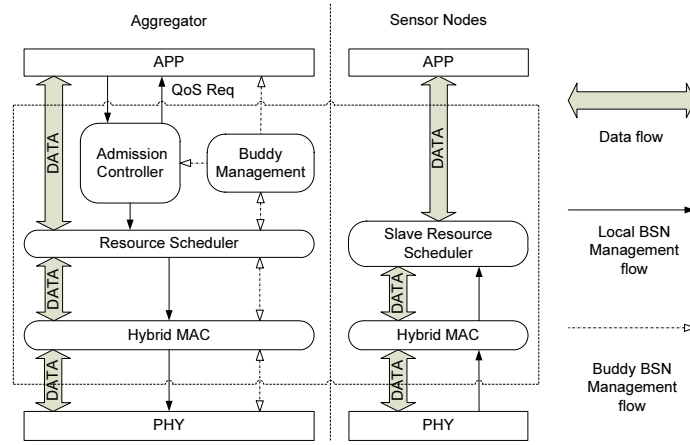 Aggregator
Sensor Nodes
APP
APP
QoS Req
DATA
DATA
Data flow
Admission
Controller
Buddy
Management
Resource Scheduler
Slave Resource
Scheduler
Local BSN
Management
flow
DATA
DATA
Hybrid MAC
Hybrid MAC
DATA
DATA
Buddy BSN
Management
flow
PHY
PHY